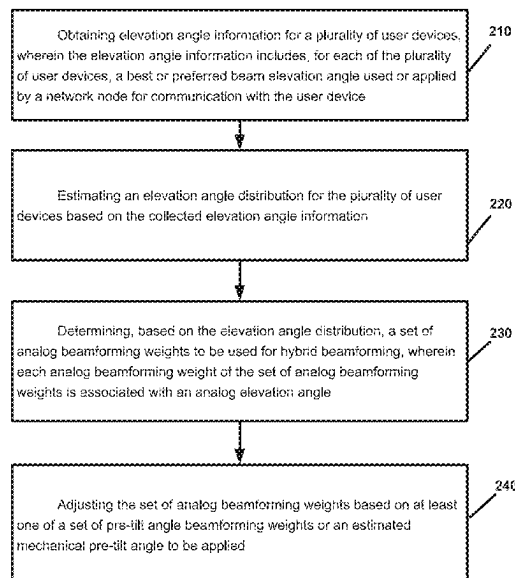 Obtaining elevation angle information for a plurality of user devices,
wherein the elevation angle information includes, for each of the plurality
of user devices, a best or preferred beam elevation angle used or applied
by a network node for communication with the user device
210
Estimating an elevation angle distribution for the plurality of user
devices based on the collected elevation angle information
220
Determining, based on the elevation angle distribution, a set of
analog beamforming weights to be used for hybrid beamforming, wherein
each analog beamforming weight of the set of analog beamforming
weights is associated with an analog elevation angle
230
Adjusting the set of analog beamforming weights based on at least
one of a set of pre-tilt angle beamforming weights or an estimated
mechanical pre-tilt angle to be applied
240